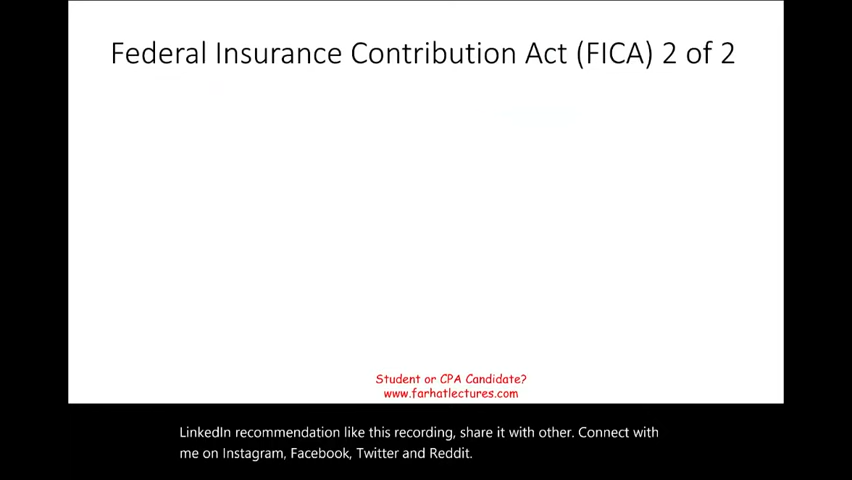 Federal Insurance Contribution Act (FICA) 2 of 2
Student or CPA Candidate?
www.farhatlectures.com
LinkedIn recommendation like this recording, share it with other. Connect with
me on Instagram, Facebook, Twitter and Reddit.